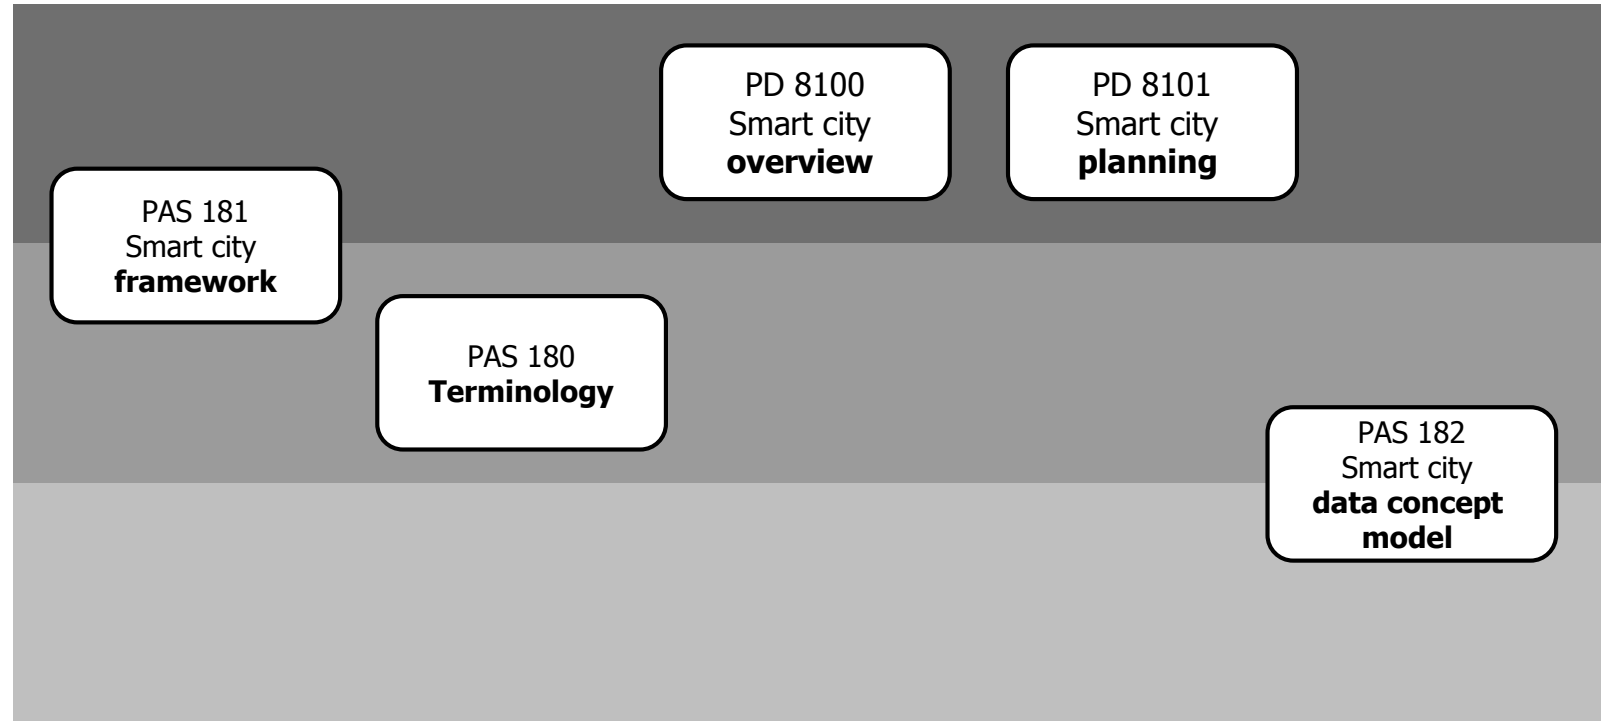 PD 8100
Smart city
overview
PD 8101
Smart city
planning
PAS 181
Smart city
framework
PAS 180
Terminology
PAS 182
Smart city
data concept
model